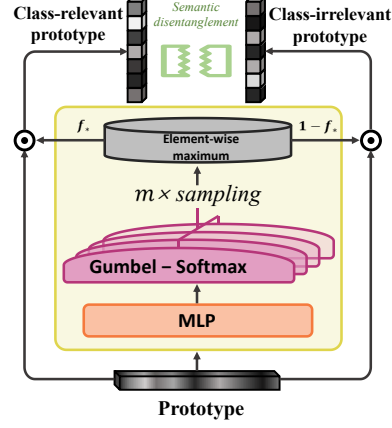 Class-relevant
prototype
Semantic
disentanglement
Class-irrelevant
prototype
f*
1 − f*
Element-wise
maximum
m × sampling
Gumbel − Softmax
MLP
Prototype